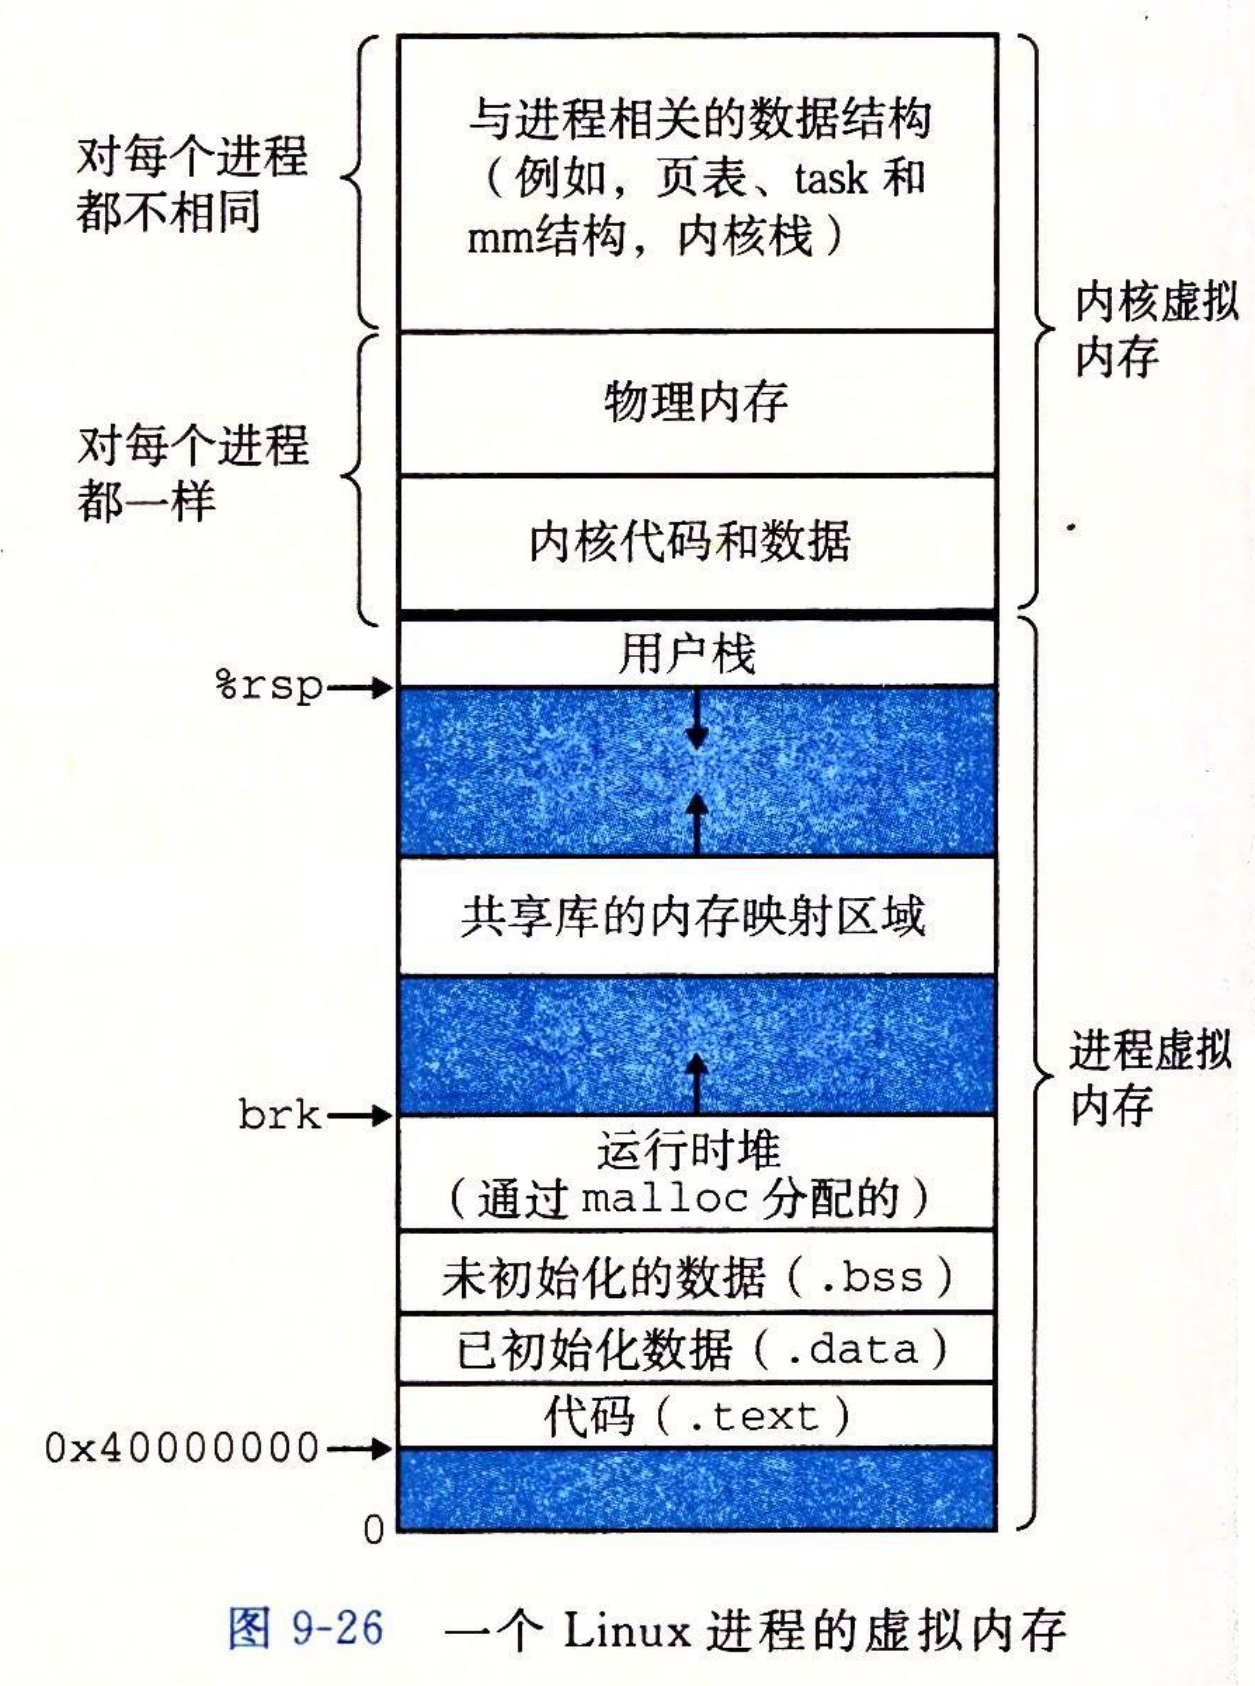 对每个进程
都不相同
与进程相关的数据结构
（例如，页表、task 和
mm结构，内核栈）
内核虚拟
内存
对每个进程
都一样
物理内存
内核代码和数据
用户栈
%rsp
共享库的内存映射区域
进程虚拟
内存
brk
运行时堆
（通过 malloc 分配的）
未初始化的数据（.bss）
已初始化数据（.data）
代码（.text）
0x40000000
0
图 9-26 一个 Linux 进程的虚拟内存